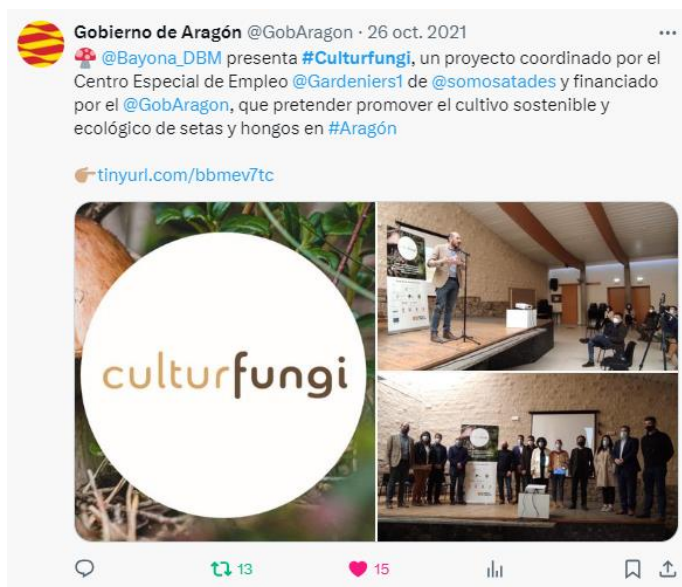 Gobierno de Aragón @GobAragon · 26 oct. 2021
🍄 @Bayona_DBM presenta #Culturfungi, un proyecto coordinado por el
Centro Especial de Empleo @Gardeniers1 de @somosatades y financiado
por el @GobAragon, que pretender promover el cultivo sostenible y
ecológico de setas y hongos en #Aragón
👉🏼tinyurl.com/bbmev7tc
culturfungi
13
15